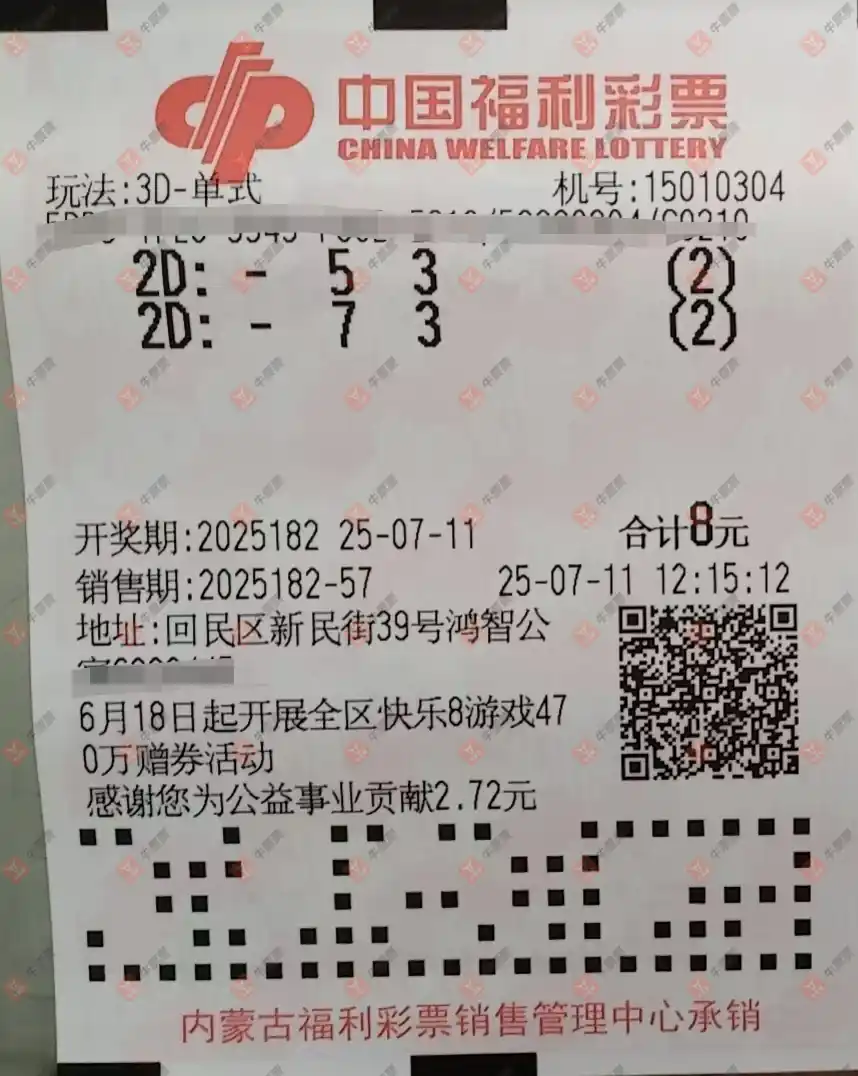 中国福利彩票
CHINA WELFARE LOTTERY
玩法:3D-单式 机号:15010304
2D: - 5 3 (2)
2D: - 7 3 (2)
开奖期:2025182 25-07-11 合计8元
销售期:2025182-57 25-07-11 12:15:12
地址:回民区新民街39号鸿智公
6月18日起开展全区快乐8游戏47
0万赠券活动
感谢您为公益事业贡献2.72元
内蒙古福利彩票销售管理中心承销